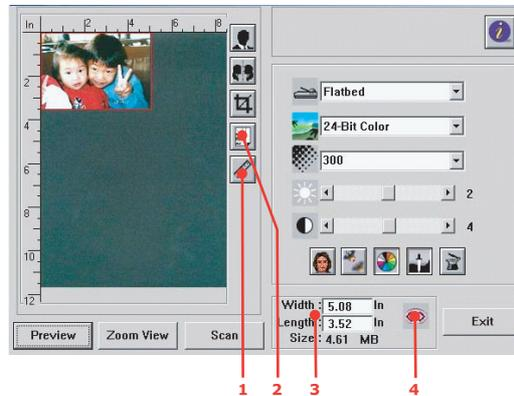 In
2 4 6 8
2
4
6
8
10
12
Flatbed
24-Bit Color
300
2
4
Width : 5.08 In
Length : 3.52 In
Size : 4.61 MB
Preview Zoom View Scan Exit
1 2 3 4